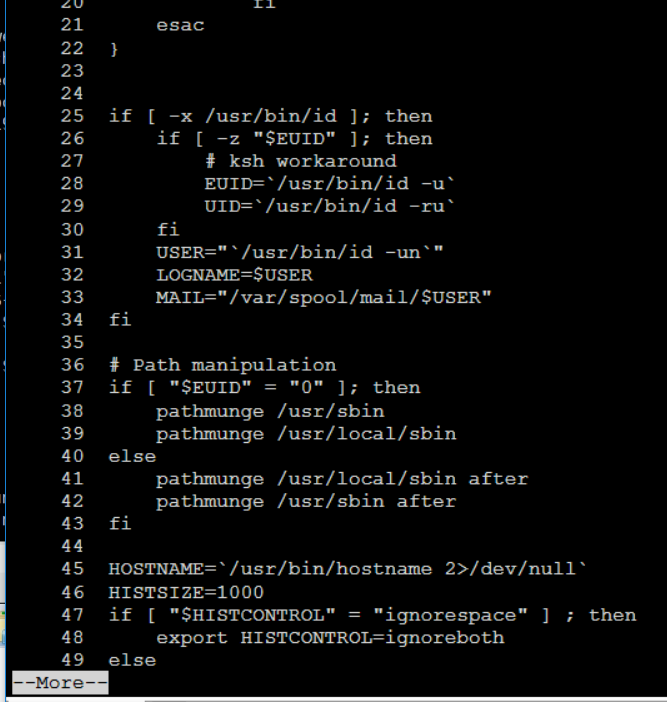 20                  fi
21      esac
22  }
23
24
25  if [ -x /usr/bin/id ]; then
26      if [ -z "$EUID" ]; then
27          # ksh workaround
28          EUID=`/usr/bin/id -u`
29          UID=`/usr/bin/id -ru`
30      fi
31      USER="`/usr/bin/id -un`"
32      LOGNAME=$USER
33      MAIL="/var/spool/mail/$USER"
34  fi
35
36  # Path manipulation
37  if [ "$EUID" = "0" ]; then
38      pathmunge /usr/sbin
39      pathmunge /usr/local/sbin
40  else
41      pathmunge /usr/local/sbin after
42      pathmunge /usr/sbin after
43  fi
44
45  HOSTNAME=`/usr/bin/hostname 2>/dev/null`
46  HISTSIZE=1000
47  if [ "$HISTCONTROL" = "ignorespace" ] ; then
48      export HISTCONTROL=ignoreboth
49  else
--More--